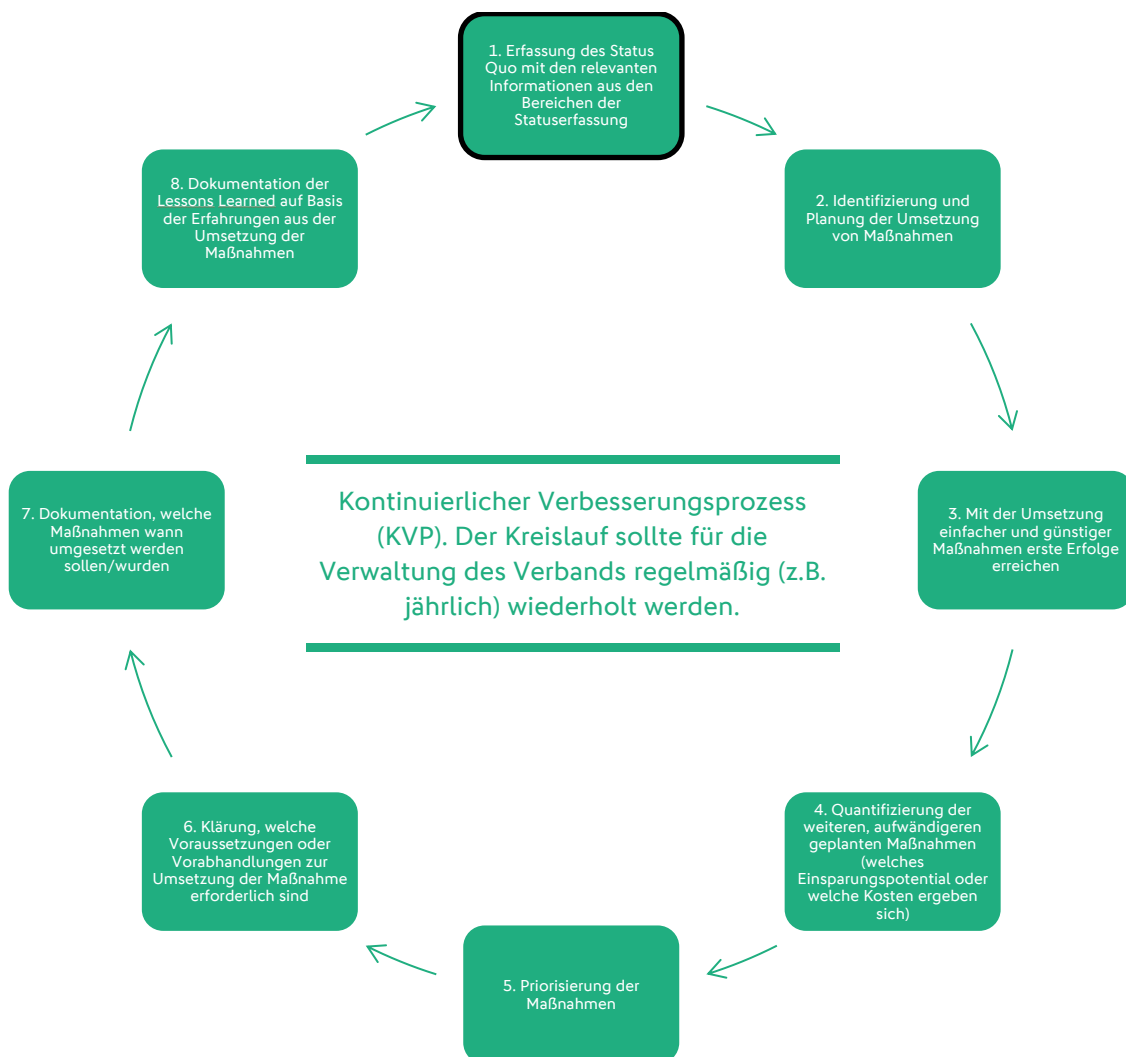 1. Erfassung des Status
Quo mit den relevanten
Informationen aus den
Bereichen der
Statuserfassung
2. Identifizierung und
Planung der Umsetzung
von Maßnahmen
3. Mit der Umsetzung
einfacher und günstiger
Maßnahmen erste Erfolge
erreichen
4. Quantifizierung der
weiteren, aufwändigeren
geplanten Maßnahmen
(welches
Einsparungspotential oder
welche Kosten ergeben
sich)
5. Priorisierung der
Maßnahmen
6. Klärung, welche
Voraussetzungen oder
Vorabhandlungen zur
Umsetzung der Maßnahme
erforderlich sind
7. Dokumentation, welche
Maßnahmen wann
umgesetzt werden
sollen/wurden
8. Dokumentation der
Lessons Learned auf Basis
der Erfahrungen aus der
Umsetzung der
Maßnahmen
Kontinuierlicher Verbesserungsprozess
(KVP). Der Kreislauf sollte für die
Verwaltung des Verbands regelmäßig (z.B.
jährlich) wiederholt werden.